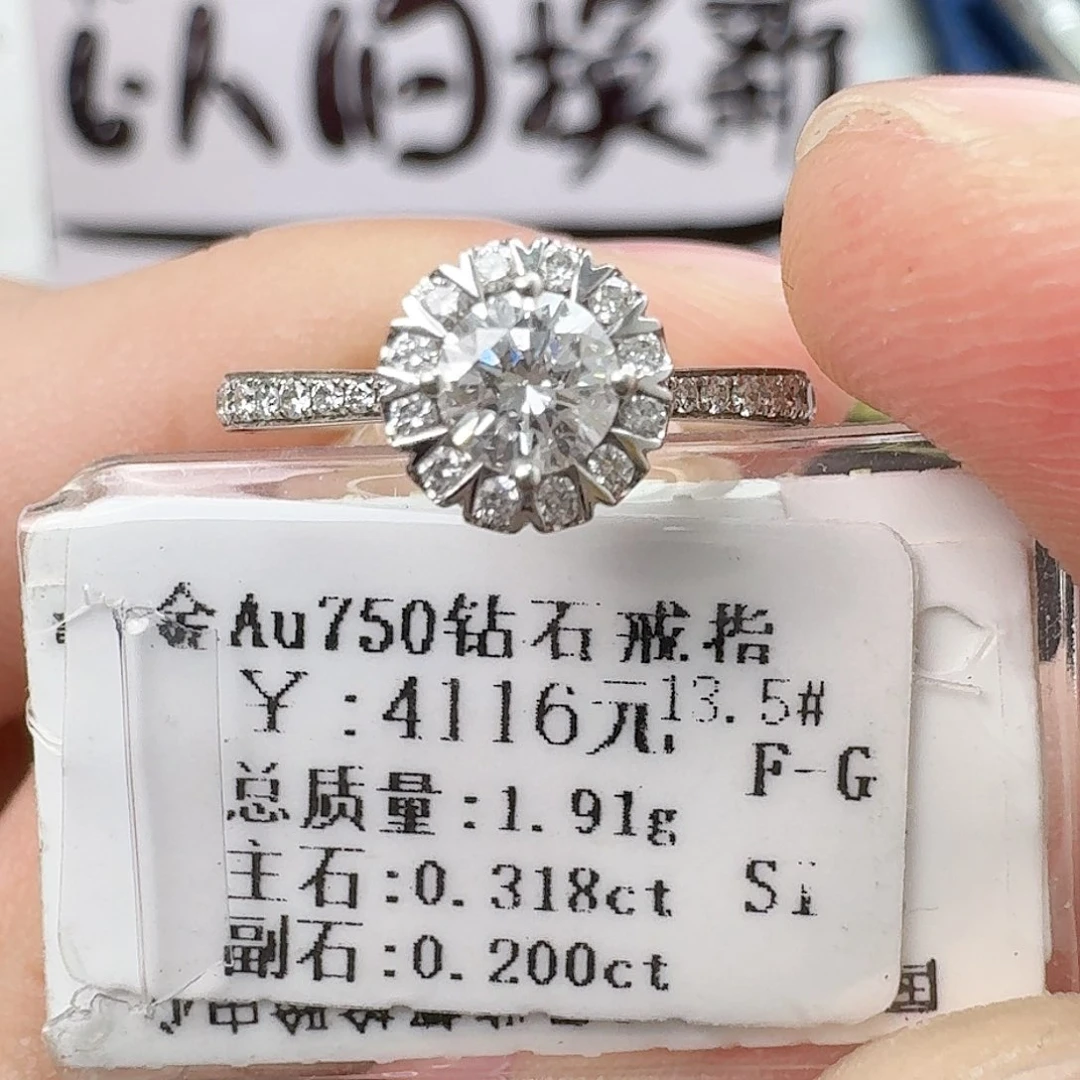 以旧换新
金Au750钻石戒指
￥:4116元 13.5#
F-G
总质量:1.91g
主石:0.318ct Si
副石:0.200ct